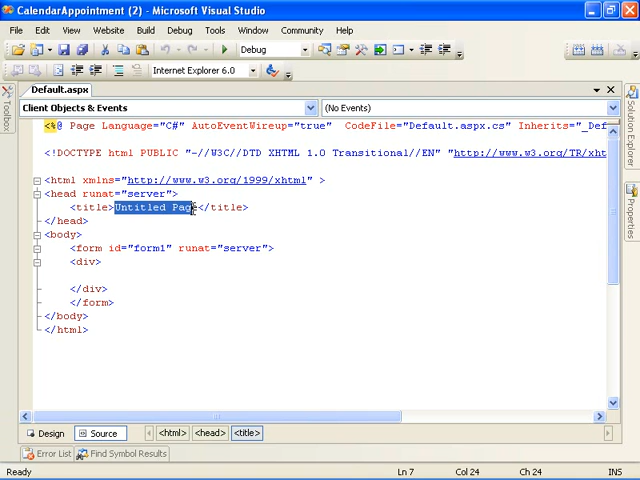 CalendarAppointment (2) - Microsoft Visual Studio
File Edit View Website Build Debug Tools Window Community Help
Debug
Internet Explorer 6.0
Default.aspx
Client Objects & Events (No Events)
<%@ Page Language="C#" AutoEventWireup="true" CodeFile="Default.aspx.cs" Inherits="_Def
<!DOCTYPE html PUBLIC "-//W3C//DTD XHTML 1.0 Transitional//EN" "http://www.w3.org/TR/xht
<html xmlns="http://www.w3.org/1999/xhtml" >
<head runat="server">
<title>Untitled Page</title>
</head>
<body>
<form id="form1" runat="server">
<div>
</div>
</form>
</body>
</html>
Toolbox
Solution Explorer
Properties
Design Source <html> <head> <title>
Error List Find Symbol Results
Ready Ln 7 Col 24 Ch 24 INS